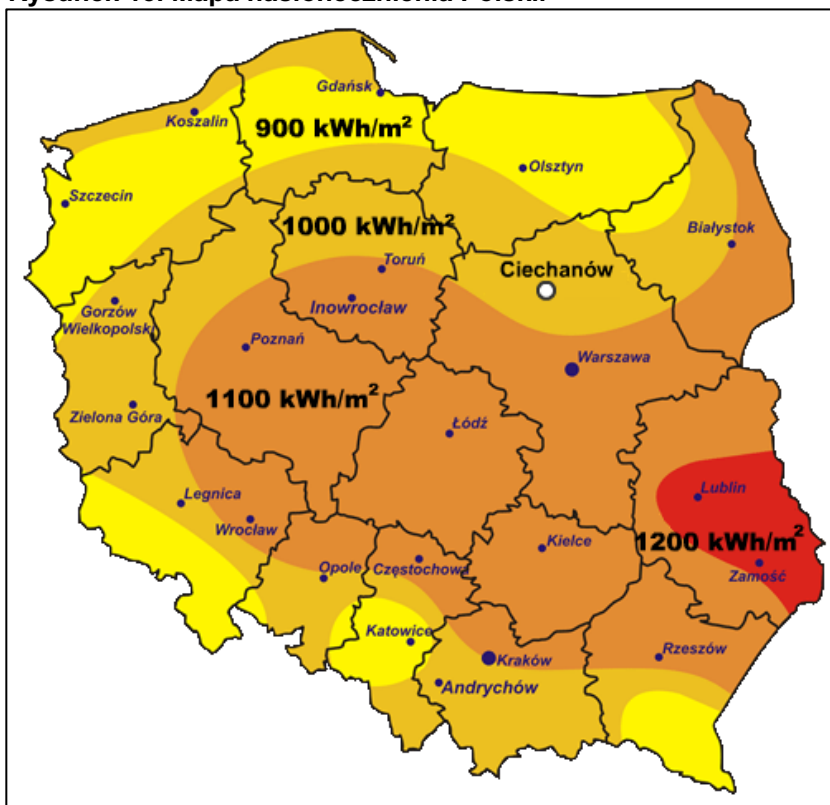 Gdańsk
Koszalin
900 kWh/m²
Olsztyn
Szczecin
1000 kWh/m²
Białystok
Toruń
Ciechanów
Gorzów
Wielkopolsk
Inowrocław
Poznań
Warszawa
1100 kWh/m²
Zielona Góra
Łódź
Legnica
Lublin
Wrocław
1200 kWh/m²
Kielce
Opole
Częstochowa
Zamość
Katowice
Kraków
Rzeszów
Andrychów